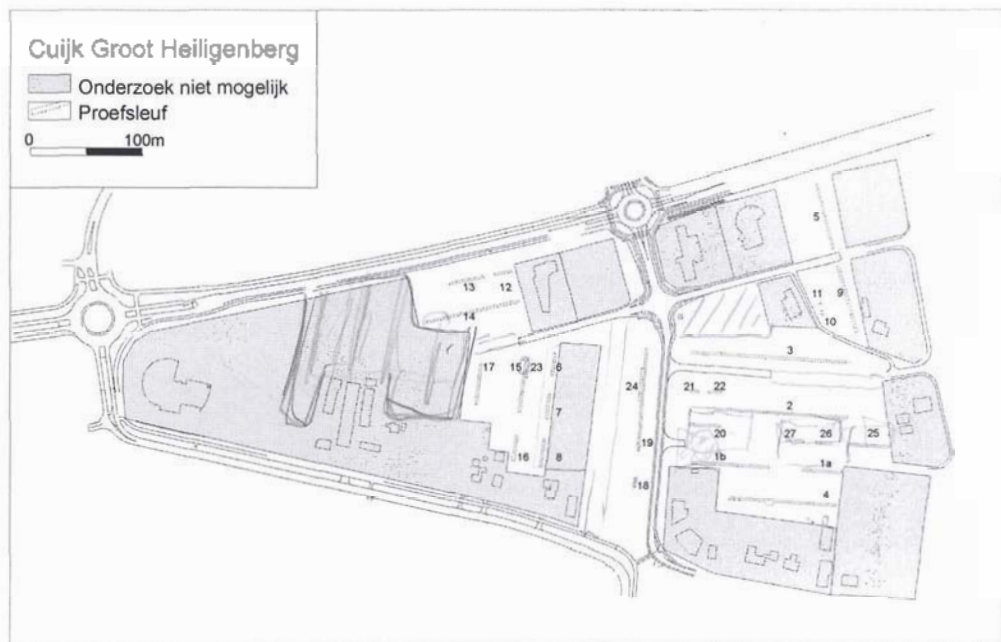 Cuijk Groot Heiligenberg
Onderzoek niet mogelijk
Proefsleuf
0 100m
5
13 12
11 9
14
10
3
17 15 23 6
24 21 22
7
2
20 27 26 25
19
16 8 1b 1a
18
4